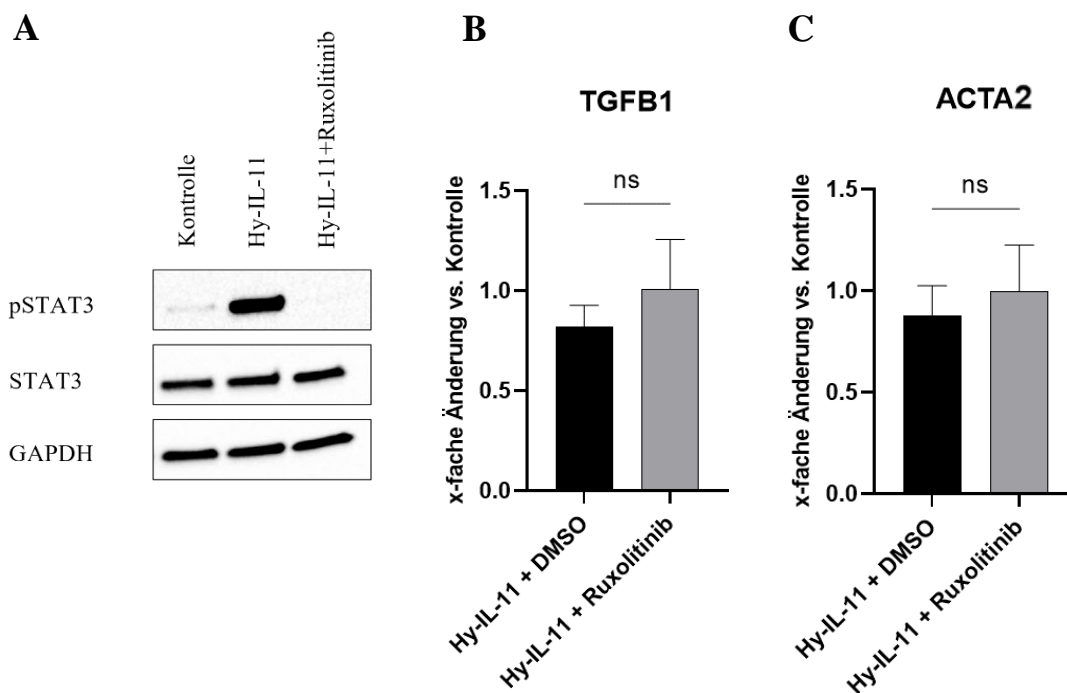 A
Kontrolle
Hy-IL-11
Hy-IL-11+Ruxolitinib
pSTAT3
STAT3
GAPDH
B
TGFB1
x-fache Änderung vs. Kontrolle
1.5
1.0
0.5
0.0
ns
Hy-IL-11 + DMSO
Hy-IL-11 + Ruxolitinib
C
ACTA2
x-fache Änderung vs. Kontrolle
1.5
1.0
0.5
0.0
ns
Hy-IL-11 + DMSO
Hy-IL-11 + Ruxolitinib